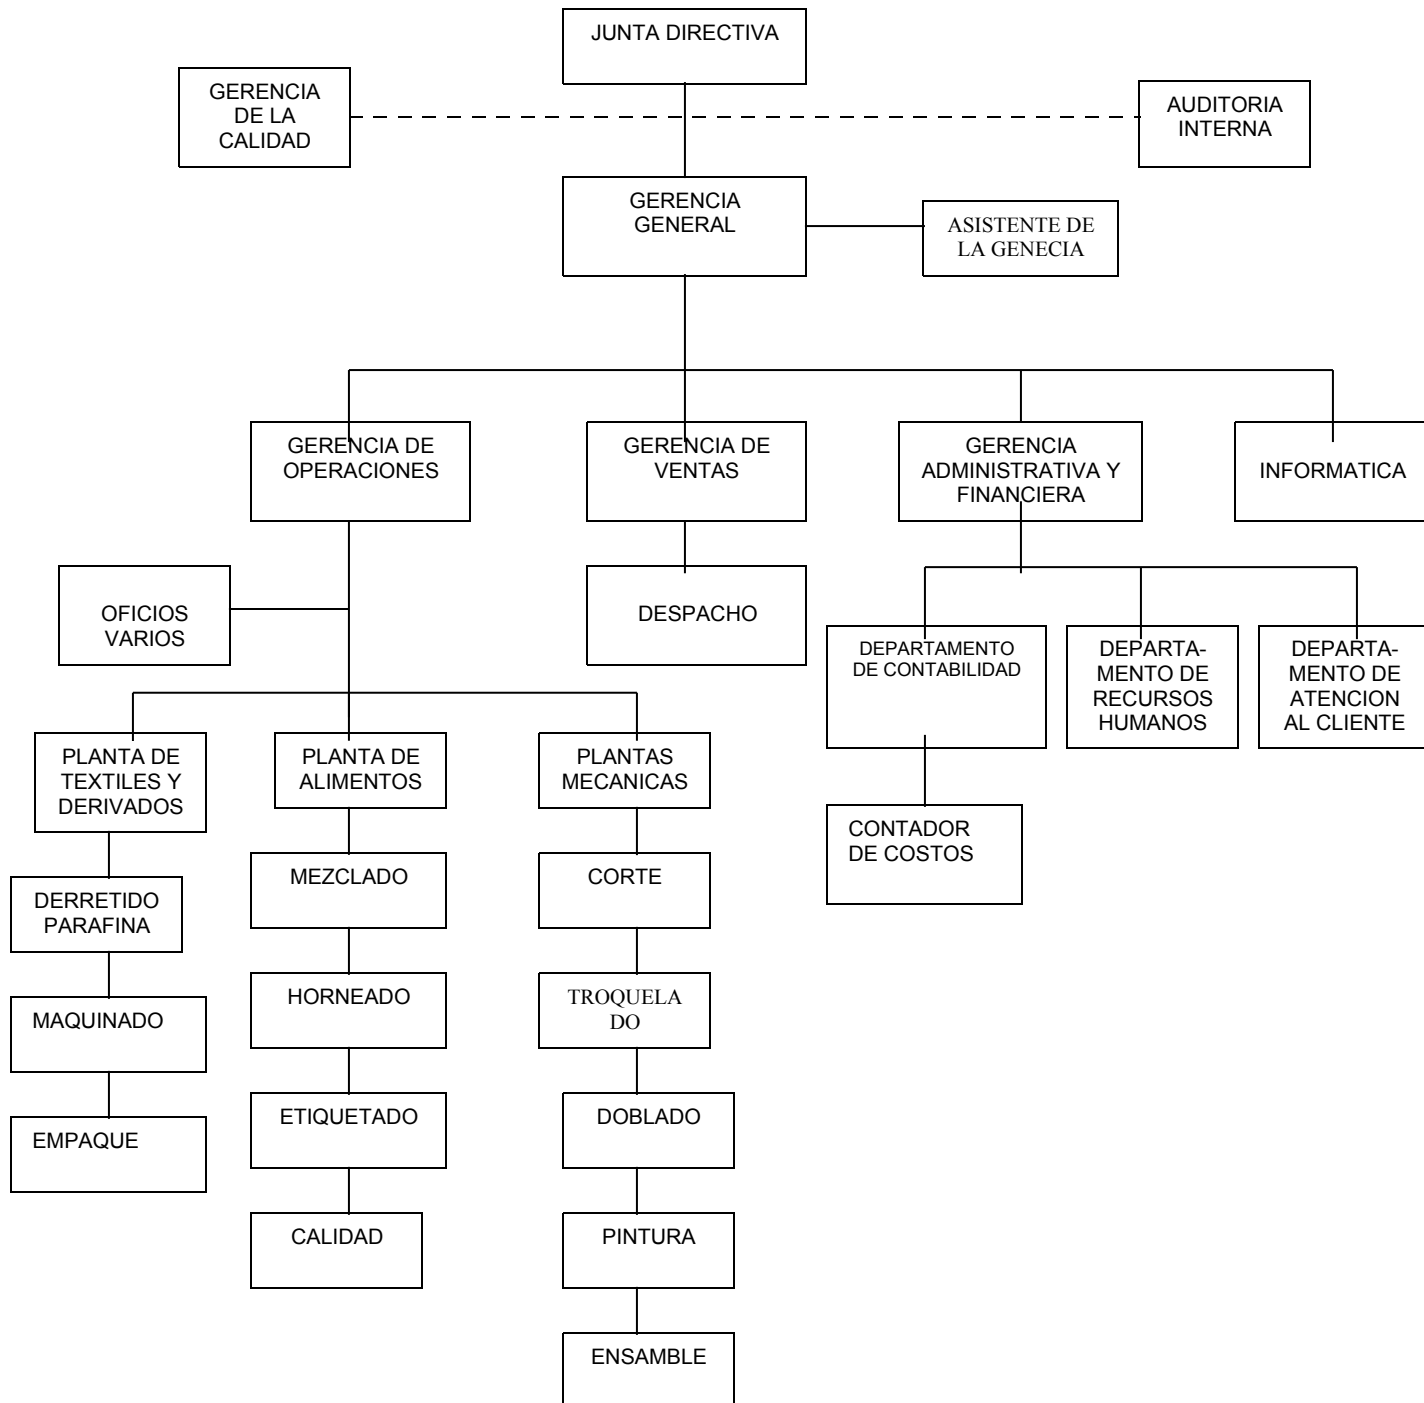 JUNTA DIRECTIVA
GERENCIA
DE LA
CALIDAD
AUDITORIA
INTERNA
GERENCIA
GENERAL
ASISTENTE DE
LA GENECIA
GERENCIA DE
OPERACIONES
GERENCIA DE
VENTAS
GERENCIA
ADMINISTRATIVA Y
FINANCIERA
INFORMATICA
OFICIOS
VARIOS
DESPACHO
DEPARTAMENTO
DE CONTABILIDAD
DEPARTA-
MENTO DE
RECURSOS
HUMANOS
DEPARTA-
MENTO DE
ATENCION
AL CLIENTE
PLANTA DE
TEXTILES Y
DERIVADOS
PLANTA DE
ALIMENTOS
PLANTAS
MECANICAS
CONTADOR
DE COSTOS
DERRETIDO
PARAFINA
MEZCLADO
CORTE
MAQUINADO
HORNEADO
TROQUELA
DO
EMPAQUE
ETIQUETADO
DOBLADO
CALIDAD
PINTURA
ENSAMBLE